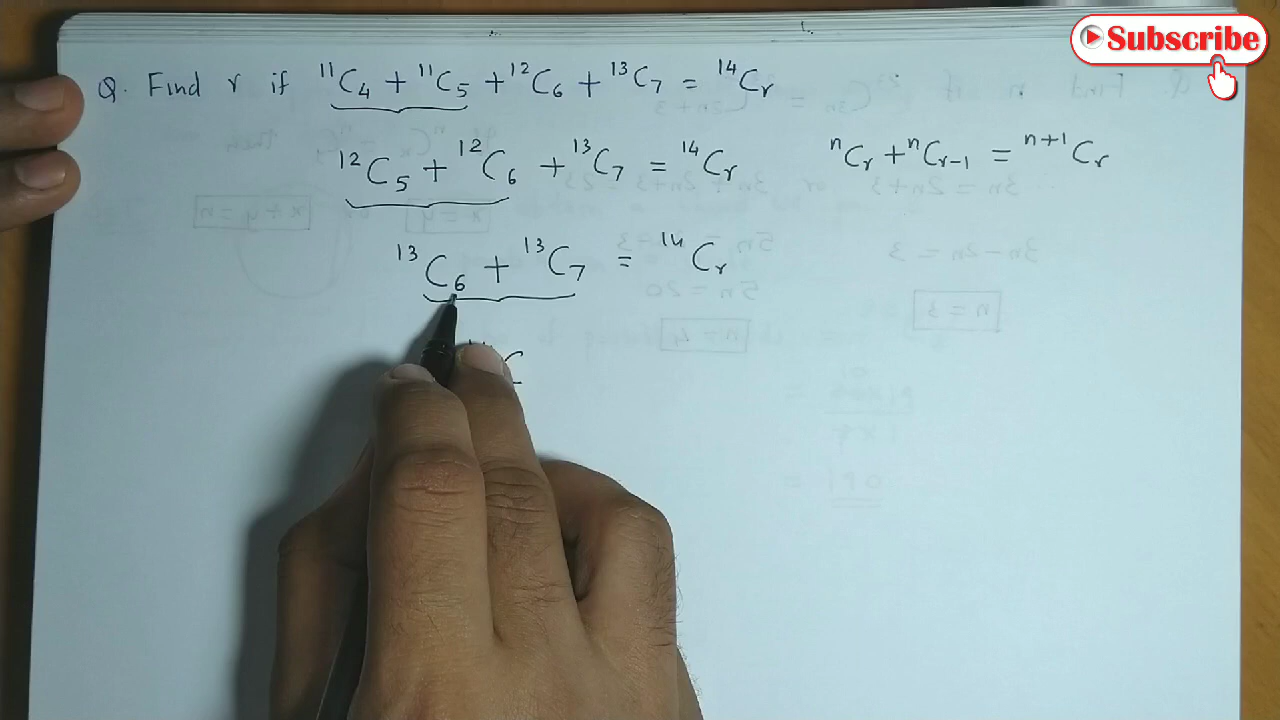 Subscribe
Q. Find r if ¹¹C₄ + ¹¹C₅ + ¹²C₆ + ¹³C₇ = ¹⁴Cᵣ
¹²C₅ + ¹²C₆ + ¹³C₇ = ¹⁴Cᵣ
ⁿCᵣ + ⁿCᵣ₋₁ = ⁿ⁺¹Cᵣ
¹³C₆ + ¹³C₇ = ¹⁴Cᵣ
C